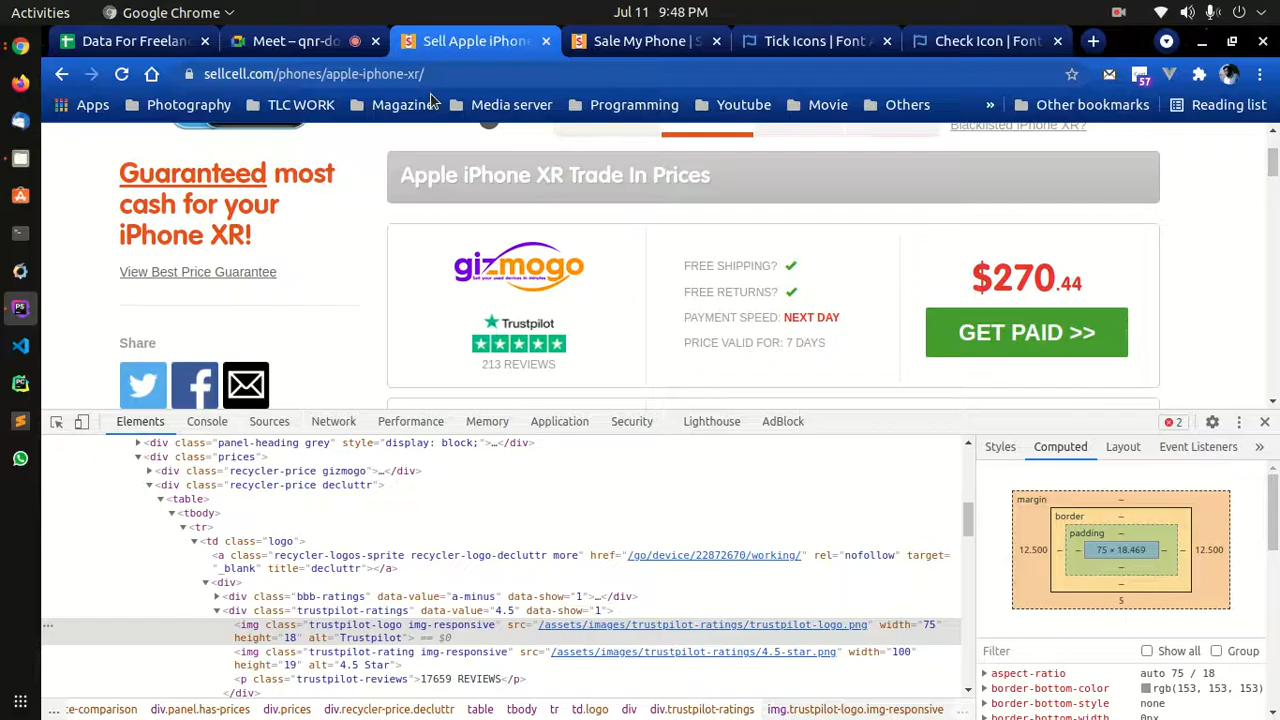 Activities
Google Chrome
Jul 11 9:48 PM
Data For Freelanc
Meet – qnr-do
Sell Apple iPhone
Sale My Phone | S
Tick Icons | Font A
Check Icon | Font
sellcell.com/phones/apple-iphone-xr/
57
Apps
Photography
TLC WORK
Magazine
Media server
Programming
Youtube
Movie
Others
»
Other bookmarks
Reading list
Blacklisted iPhone XR?
Guaranteed most
cash for your
iPhone XR!
View Best Price Guarantee
Share
Apple iPhone XR Trade In Prices
gizmogo
Sell your used devices in minutes
Trustpilot
213 REVIEWS
FREE SHIPPING?
FREE RETURNS?
PAYMENT SPEED: NEXT DAY
PRICE VALID FOR: 7 DAYS
$270.44
GET PAID >>
Elements
Console
Sources
Network
Performance
Memory
Application
Security
Lighthouse
AdBlock
2
<div class="panel-heading grey" style="display: block;">…</div>
<div class="prices">
<div class="recycler-price gizmogo">…</div>
<div class="recycler-price decluttr">
<table>
<tbody>
<tr>
<td class="logo">
<a class="recycler-logos-sprite recycler-logo-decluttr more" href="/go/device/22872670/working/" rel="nofollow" target=
"_blank" title="decluttr"></a>
<div>
<div class="bbb-ratings" data-value="a-minus" data-show="1">…</div>
<div class="trustpilot-ratings" data-value="4.5" data-show="1">
<img class="trustpilot-logo img-responsive" src="/assets/images/trustpilot-ratings/trustpilot-logo.png" width="75"
height="18" alt="Trustpilot"> == $0
<img class="trustpilot-rating img-responsive" src="/assets/images/trustpilot-ratings/4.5-star.png" width="100"
height="19" alt="4.5 Star">
<p class="trustpilot-reviews">17659 REVIEWS</p>
</div>
...
ce-comparison
div.panel.has-prices
div.prices
div.recycler-price.decluttr
table
tbody
tr
td.logo
div
div.trustpilot-ratings
img.trustpilot-logo.img-responsive
Styles
Computed
Layout
Event Listeners
»
margin
–
border
–
padding
–
12.500
–
–
75 × 18.469
–
–
12.500
–
–
5
Filter
Show all
Group
aspect-ratio
auto 75 / 18
border-bottom-color
rgb(153, 153, 153)
border-bottom-style
none
border-bottom-width
0px